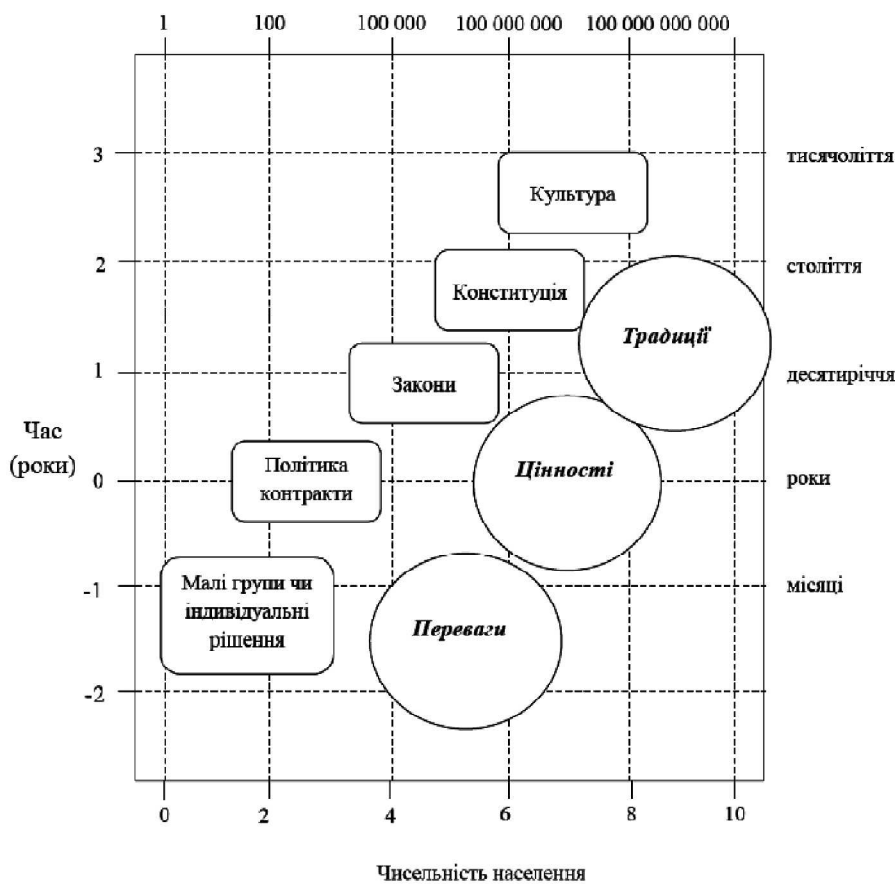 1 100 100 000 100 000 000 100 000 000 000
3 тисячоліття
Культура
2 століття
Конституція
Традиції
1 десятиріччя
Закони
Час
(роки)
Політика
контракти
Цінності
0 роки
-1 місяці
Малі групи чи
індивідуальні
рішення
Переваги
-2
0 2 4 6 8 10
Чисельність населення